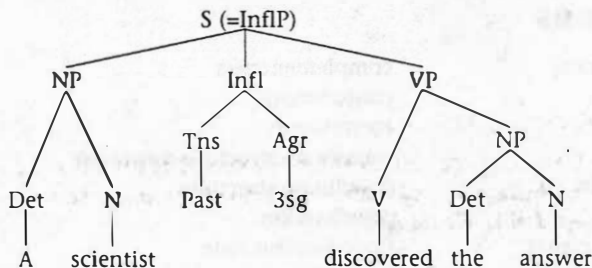 S (=InflP)
NP Infl VP
Tns Agr NP
Det N Past 3sg V Det N
A scientist discovered the answer